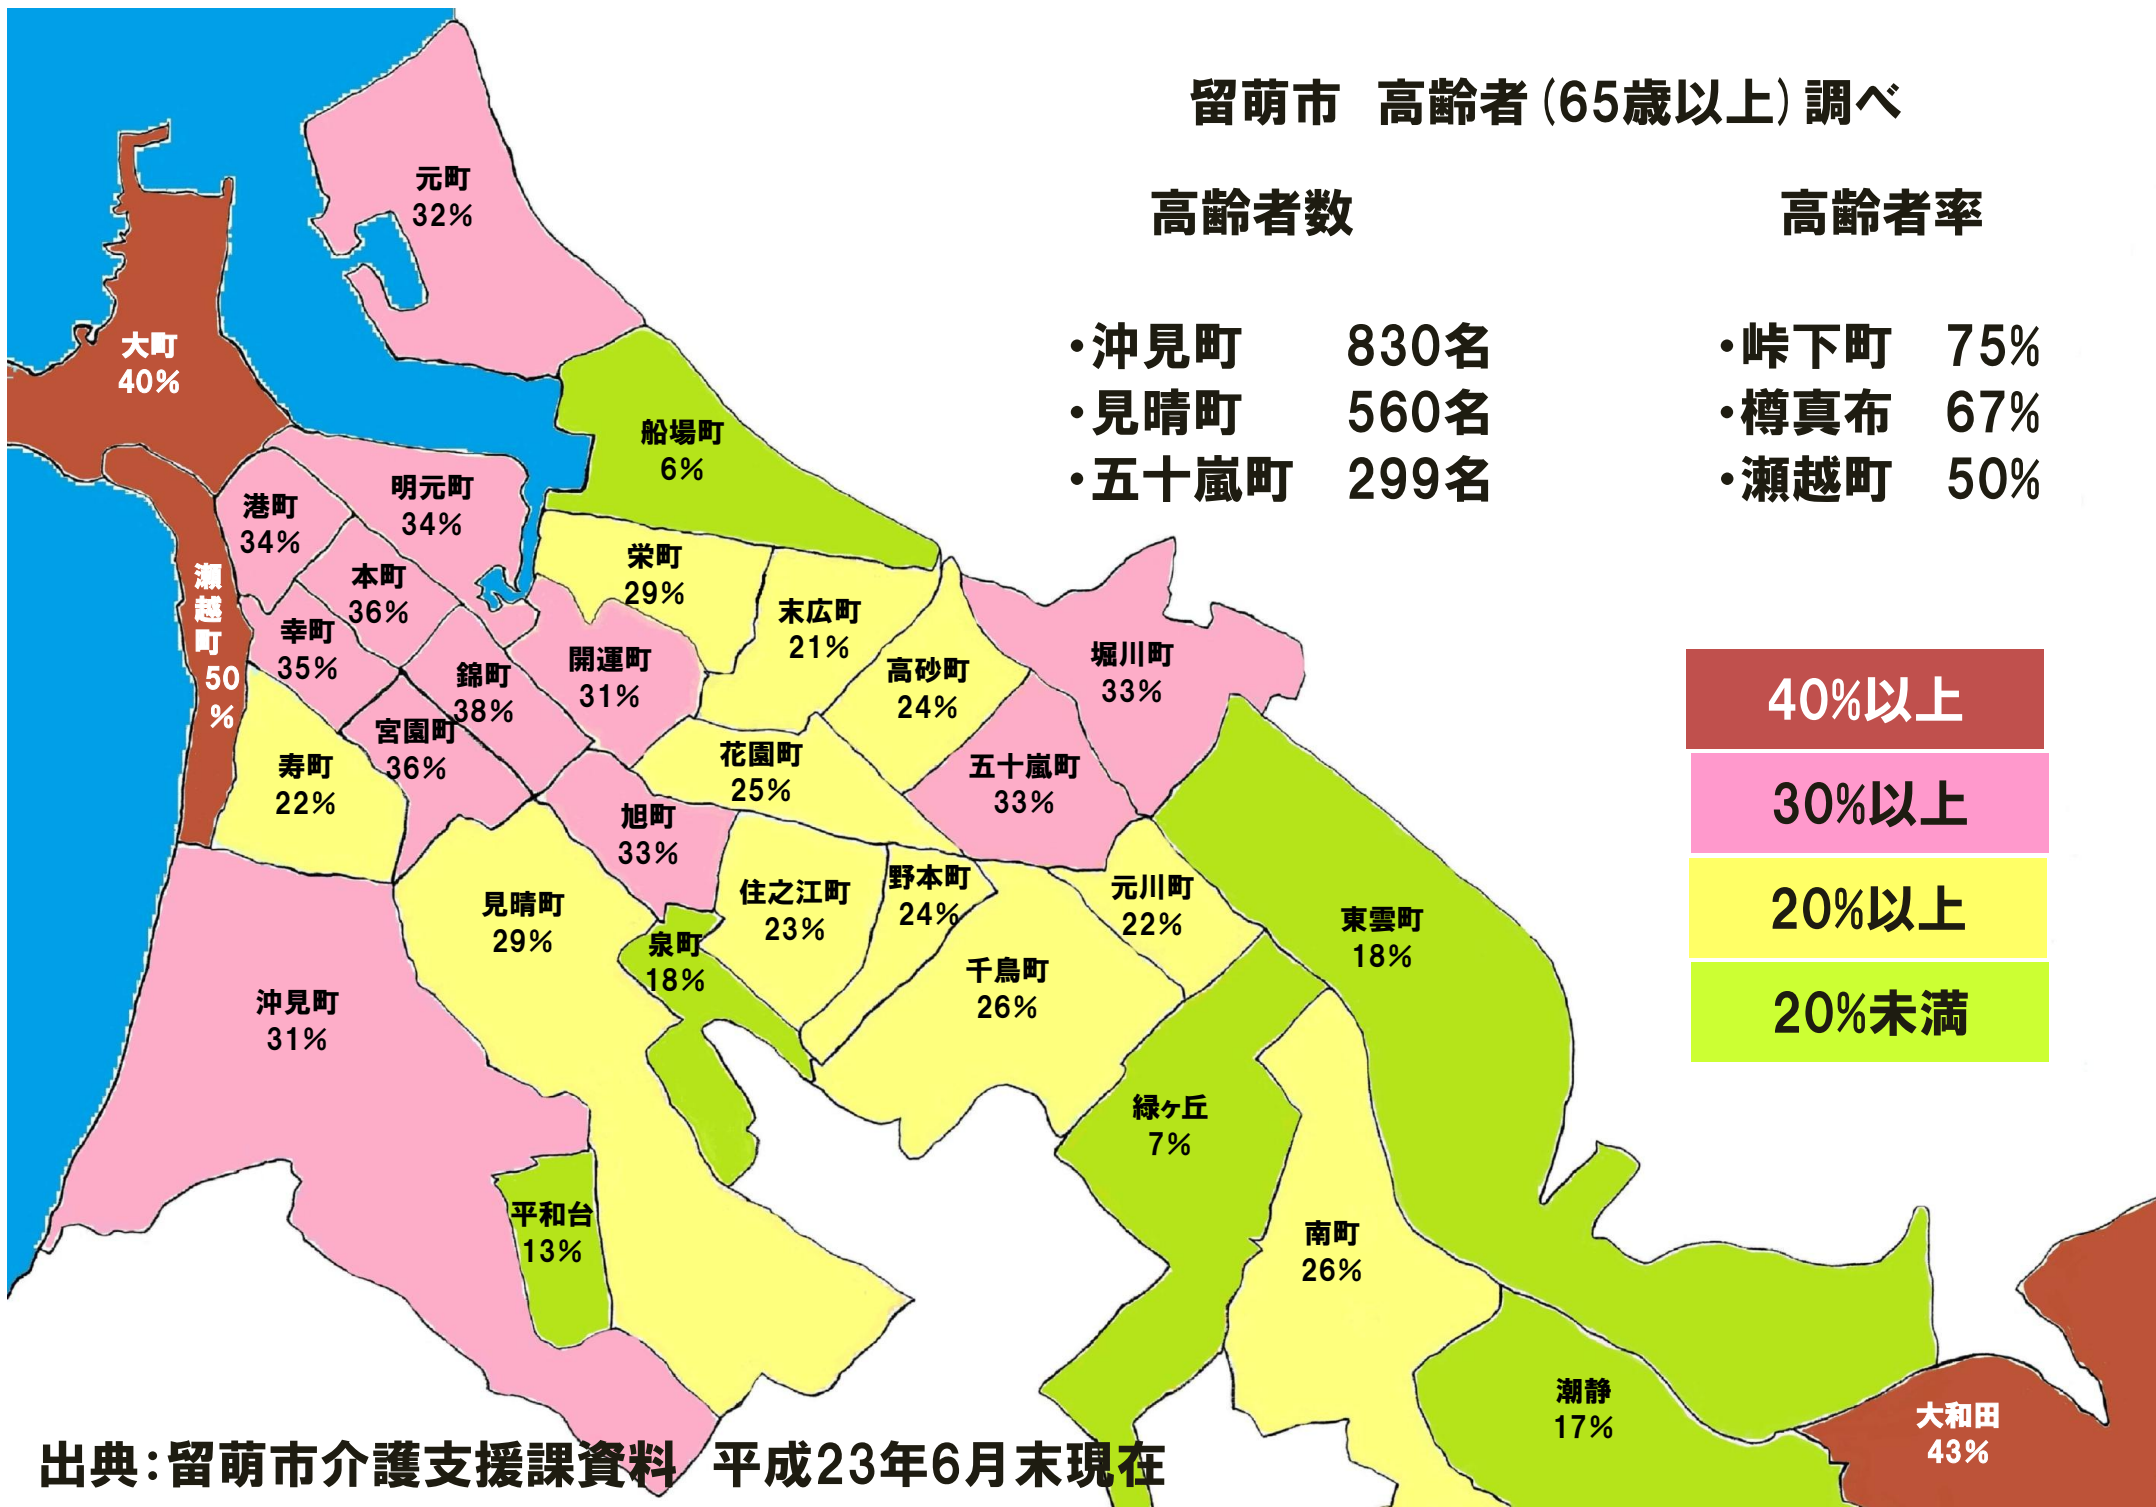 留萌市　高齢者(65歳以上)調べ
高齢者数
・沖見町　830名
・見晴町　560名
・五十嵐町　299名
高齢者率
・峠下町　75%
・樽真布　67%
・瀬越町　50%
元町
32%
大町
40%
船場町
6%
明元町
34%
港町
34%
本町
36%
瀬越町
50
%
幸町
35%
錦町
38%
開運町
31%
栄町
29%
末広町
21%
高砂町
24%
堀川町
33%
宮園町
36%
寿町
22%
花園町
25%
五十嵐町
33%
旭町
33%
見晴町
29%
住之江町
23%
野本町
24%
元川町
22%
泉町
18%
千鳥町
26%
東雲町
18%
沖見町
31%
緑ヶ丘
7%
平和台
13%
南町
26%
潮静
17%
大和田
43%
40%以上
30%以上
20%以上
20%未満
出典:留萌市介護支援課資料　平成23年6月末現在